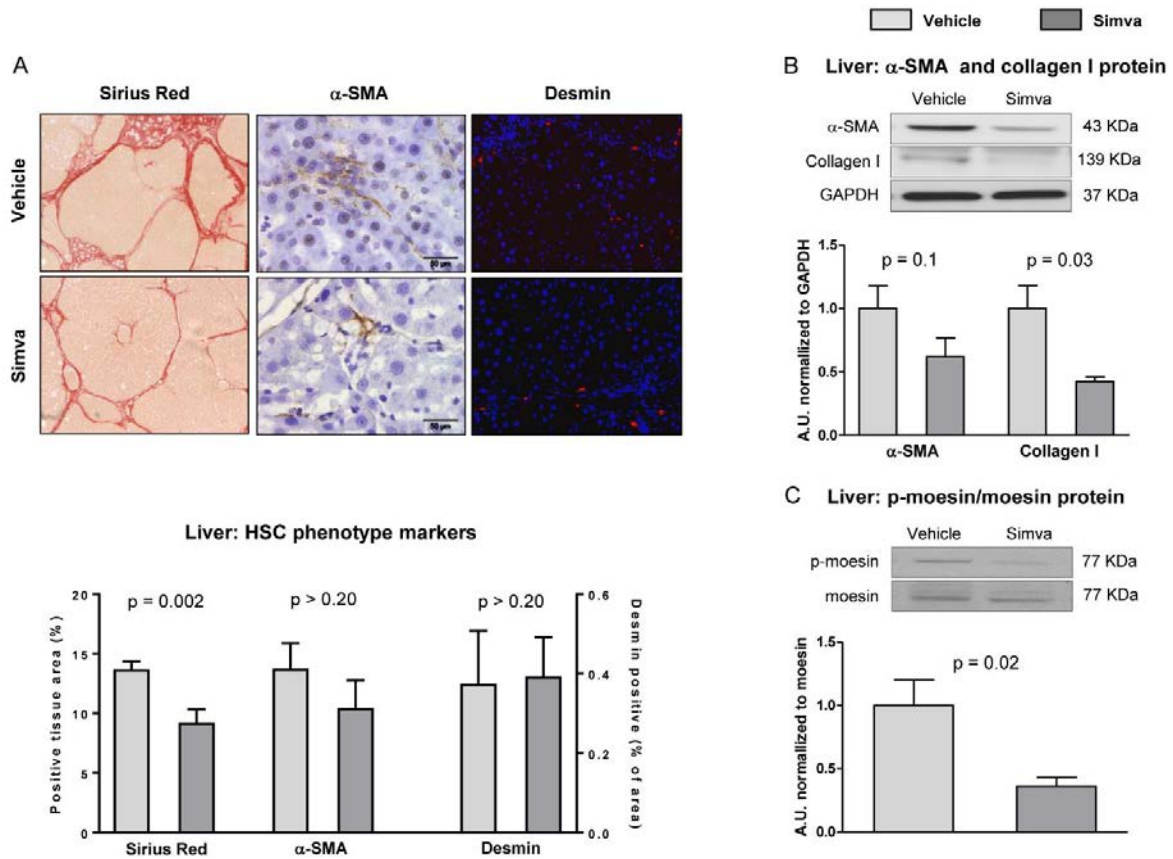 Vehicle Simva
A
Sirius Red α-SMA Desmin
Vehicle
50 µm
Simva
50 µm
Liver: HSC phenotype markers
Positive tissue area (%)
20
15
10
5
0
p = 0.002 p > 0.20 p > 0.20
0.6
0.4
0.2
0.0
Desmin positive (% of area)
Sirius Red α-SMA Desmin
B Liver: α-SMA and collagen I protein
Vehicle Simva
α-SMA 43 KDa
Collagen I 139 KDa
GAPDH 37 KDa
A.U. normallized to GAPDH
1.5
1.0
0.5
0.0
p = 0.1 p = 0.03
α-SMA Collagen I
C Liver: p-moesin/moesin protein
Vehicle Simva
p-moesin 77 KDa
moesin 77 KDa
A.U. normallized to moesin
1.5
1.0
0.5
0.0
p = 0.02